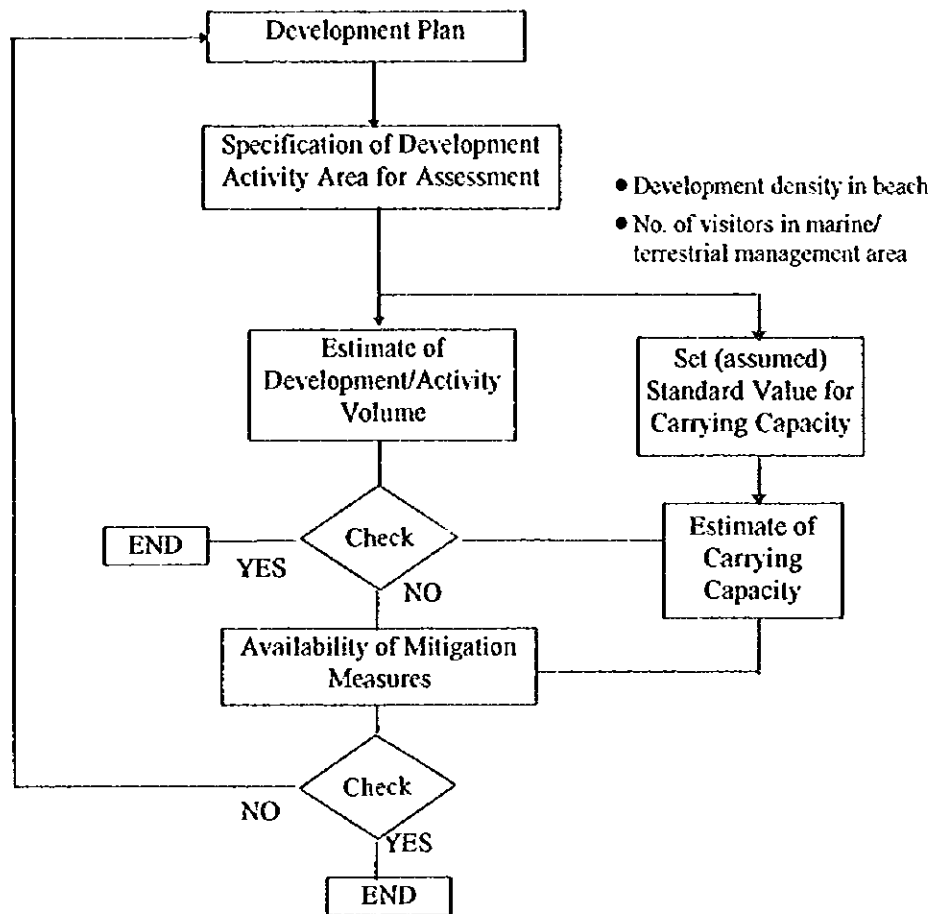 Development Plan
Specification of Development
Activity Area for Assessment
● Development density in beach
● No. of visitors in marine/
terrestrial management area
Estimate of
Development/Activity
Volume
Set (assumed)
Standard Value for
Carrying Capacity
Check
END
YES
NO
Estimate of
Carrying
Capacity
Availability of Mitigation
Measures
Check
NO
YES
END